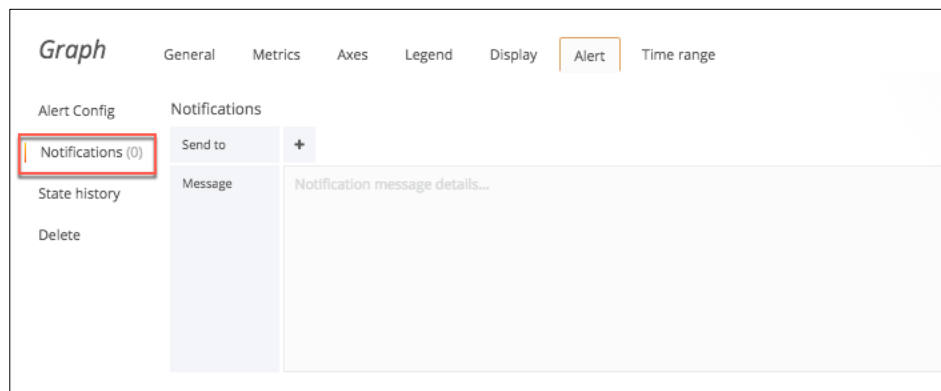 Graph General Metrics Axes Legend Display Alert Time range
Alert Config
Notifications (0)
State history
Delete
Notifications
Send to +
Message
Notification message details...